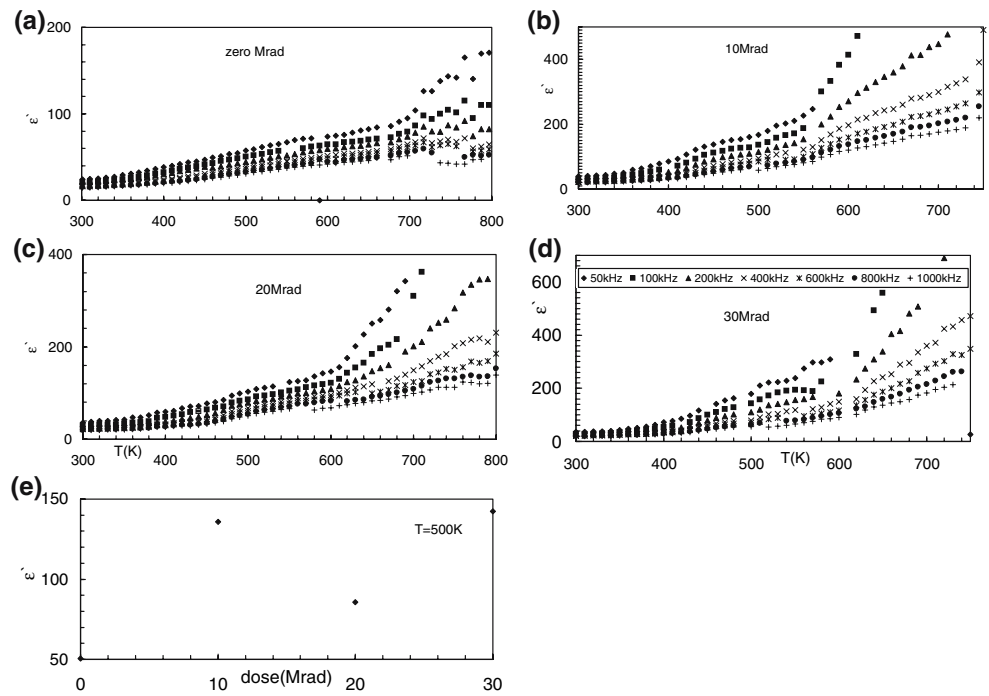 (a)
200
zero Mrad
100
ε`
0
300 400 500 600 700 800
(b)
10Mrad
400
ε`
200
0
300 400 500 600 700
(c)
400
20Mrad
ε`
200
0
300 T(K) 400 500 600 700 800
(d)
600
◆50kHz ■100kHz ▲200kHz ×400kHz ж600kHz ●800kHz +1000kHz
30Mrad
ε`
400
200
0
300 400 500 T(K) 600 700
(e)
150
T=500K
ε`
100
50
0 10 dose(Mrad) 20 30